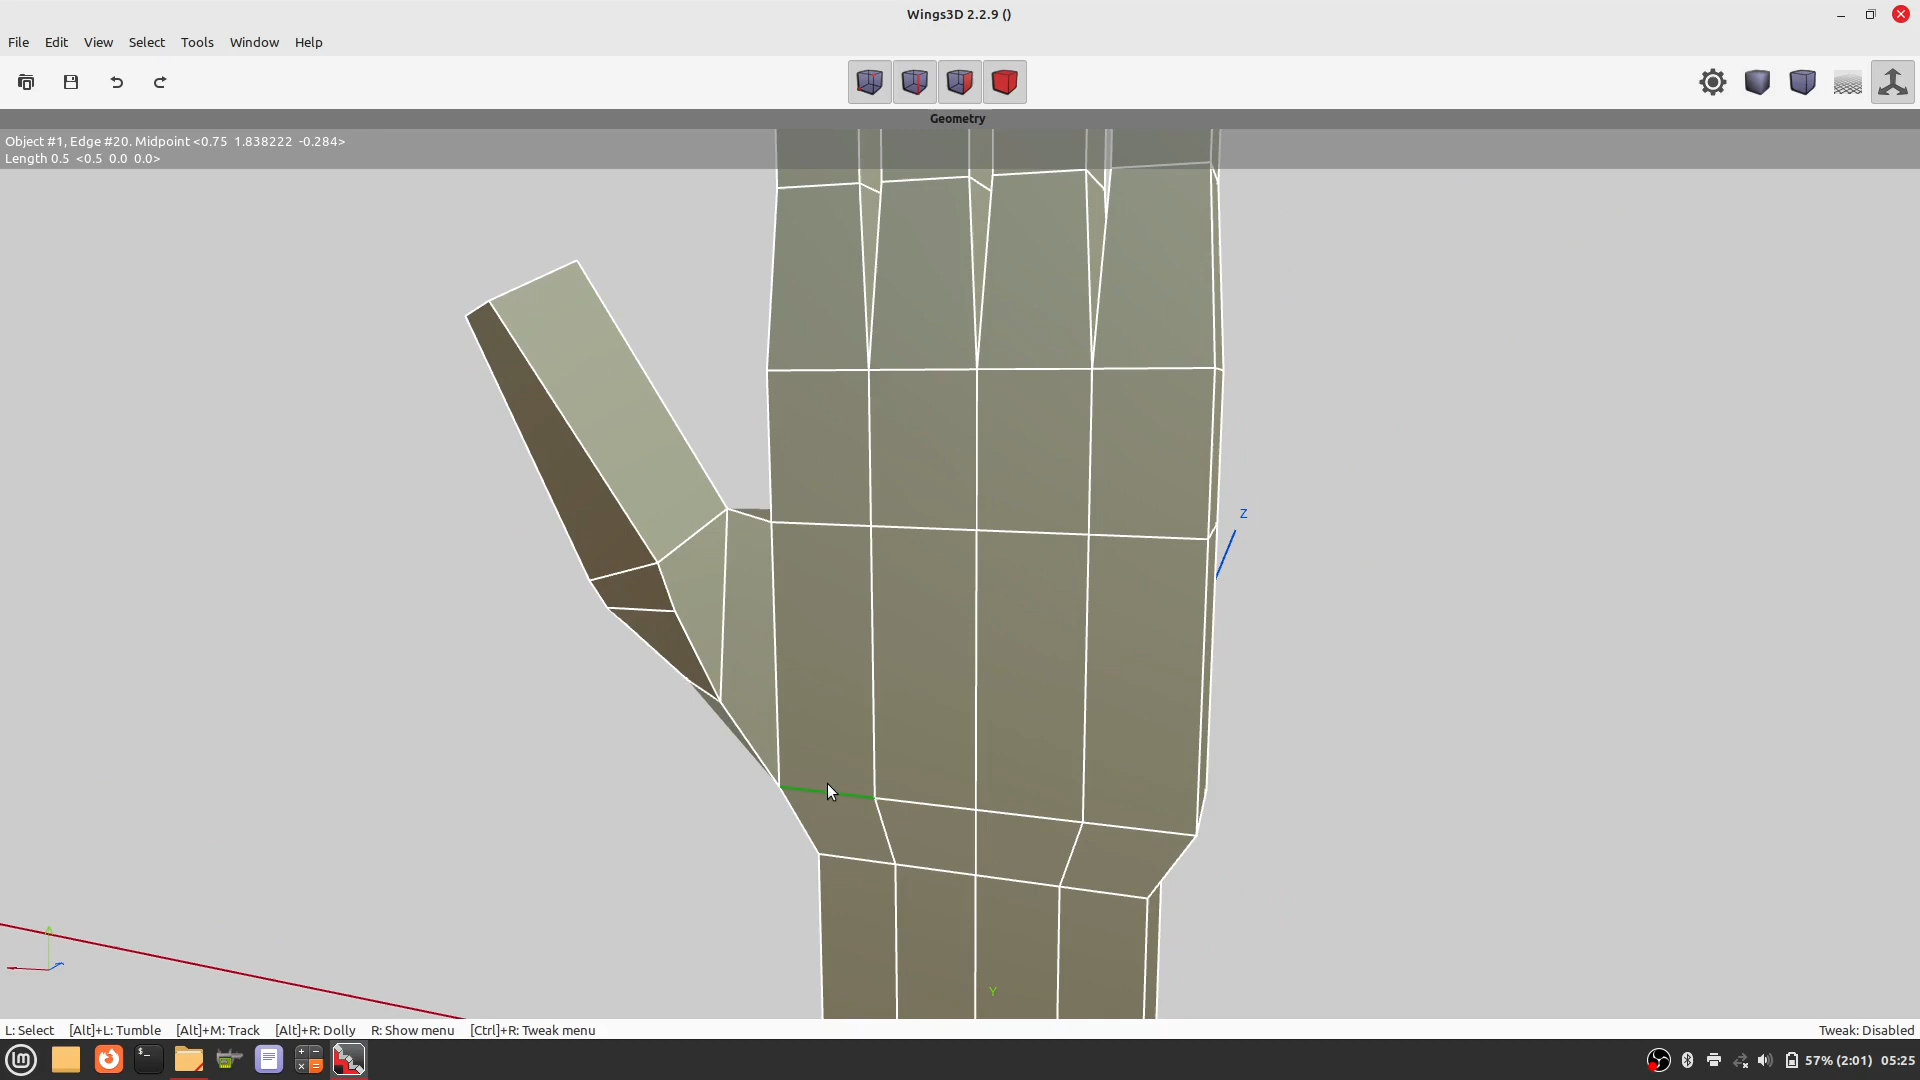 Wings3D 2.2.9 ()
File Edit View Select Tools Window Help
Geometry
Object #1, Edge #20. Midpoint <0.75 1.838222 -0.284>
Length 0.5 <0.5 0.0 0.0>
Z
Y
L: Select [Alt]+L: Tumble [Alt]+M: Track [Alt]+R: Dolly R: Show menu [Ctrl]+R: Tweak menu Tweak: Disabled
57% (2:01) 05:25